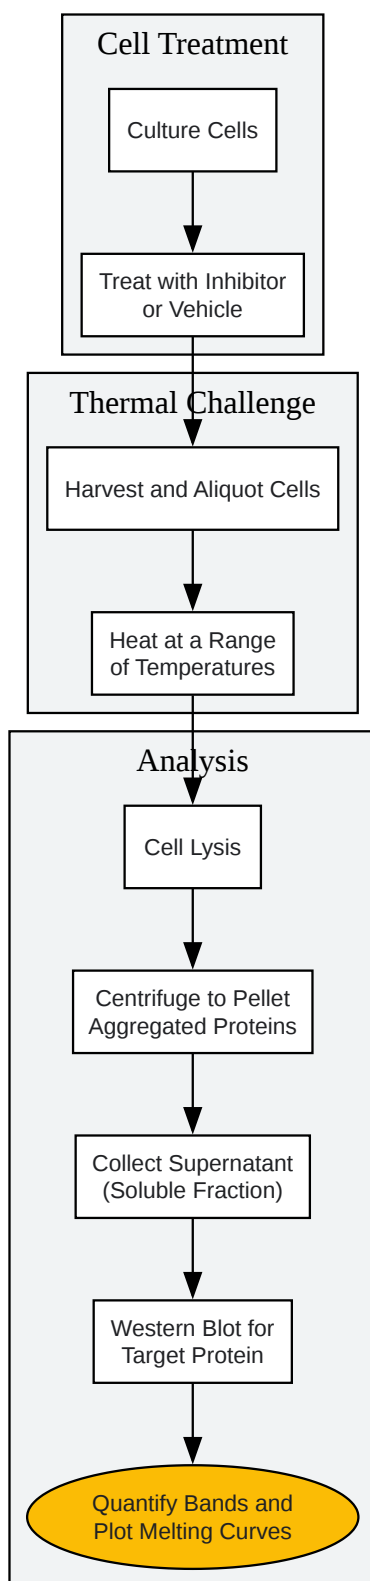 Cell Treatment
Culture Cells
Treat with Inhibitor
or Vehicle
Thermal Challenge
Harvest and Aliquot Cells
Heat at a Range
of Temperatures
Analysis
Cell Lysis
Centrifuge to Pellet
Aggregated Proteins
Collect Supernatant
(Soluble Fraction)
Western Blot for
Target Protein
Quantify Bands and
Plot Melting Curves